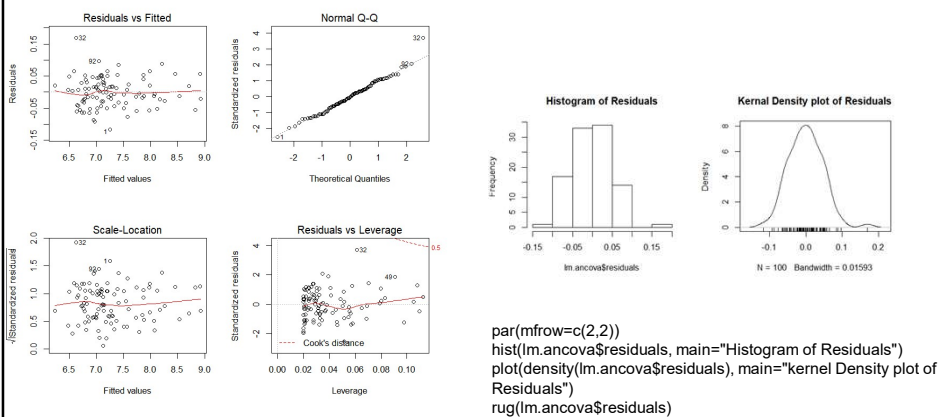 Residuals vs Fitted
Residuals
0.15
0.05
-0.05
-0.15
32
92
1
6.5 7.0 7.5 8.0 8.5 9.0
Fitted values
Normal Q-Q
Standardized residuals
4
3
2
1
0
-1
-2
32
92
1
-2 -1 0 1 2
Theoretical Quantiles
Scale-Location
√|Standardized residuals|
2.0
1.5
1.0
0.5
0.0
32
92
1
6.5 7.0 7.5 8.0 8.5 9.0
Fitted values
Residuals vs Leverage
Standardized residuals
4
2
0
-2
32
49
0.5
Cook's distance
0.00 0.02 0.04 0.06 0.08 0.10
Leverage
Histogram of Residuals
Frequency
30
20
10
5
0
-0.15 -0.05 0.05 0.15
lm.ancova$residuals
Kernal Density plot of Residuals
Density
8
6
4
2
0
-0.1 0.0 0.1 0.2
N = 100 Bandwidth = 0.01593
par(mfrow=c(2,2))
hist(lm.ancova$residuals, main="Histogram of Residuals")
plot(density(lm.ancova$residuals), main="kernel Density plot of
Residuals")
rug(lm.ancova$residuals)